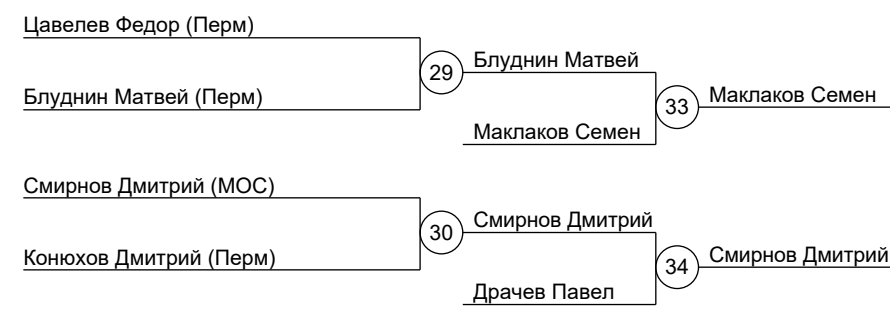 Цавелев Федор (Перм)
29
Блуднин Матвей
Блуднин Матвей (Перм)
33
Маклаков Семен
Маклаков Семен
Смирнов Дмитрий (МОС)
30
Смирнов Дмитрий
Конюхов Дмитрий (Перм)
34
Смирнов Дмитрий
Драчев Павел